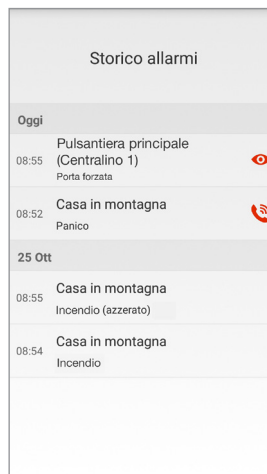 Storico allarmi
Oggi
08:55
Pulsantiera principale
(Centralino 1)
Porta forzata
08:52
Casa in montagna
Panico
25 Ott
08:55
Casa in montagna
Incendio (azzerato)
08:54
Casa in montagna
Incendio